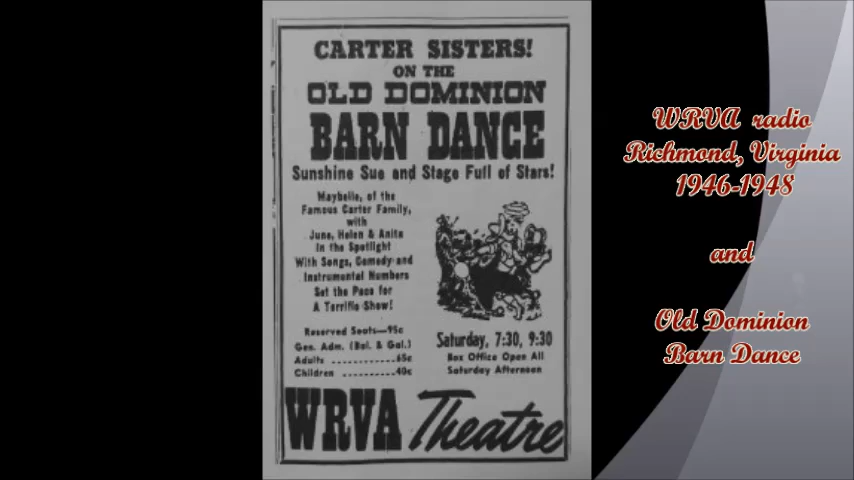 CARTER SISTERS!
ON THE
OLD DOMINION
BARN DANCE
Sunshine Sue and Stage Full of Stars!
Maybelle, of the
Famous Carter Family,
with
June, Helen & Anita
In the Spotlight
With Songs, Comedy and
Instrumental Numbers
Set the Pace for
A Terrific Show!
Reserved Seats—95c
Gen. Adm. (Bal. & Gal.)
Adults ............65c
Children ..........40c
Saturday, 7:30, 9:30
Box Office Open All
Saturday Afternoon
WRVA Theatre
WRVA radio
Richmond, Virginia
1946-1948
and
Old Dominion
Barn Dance